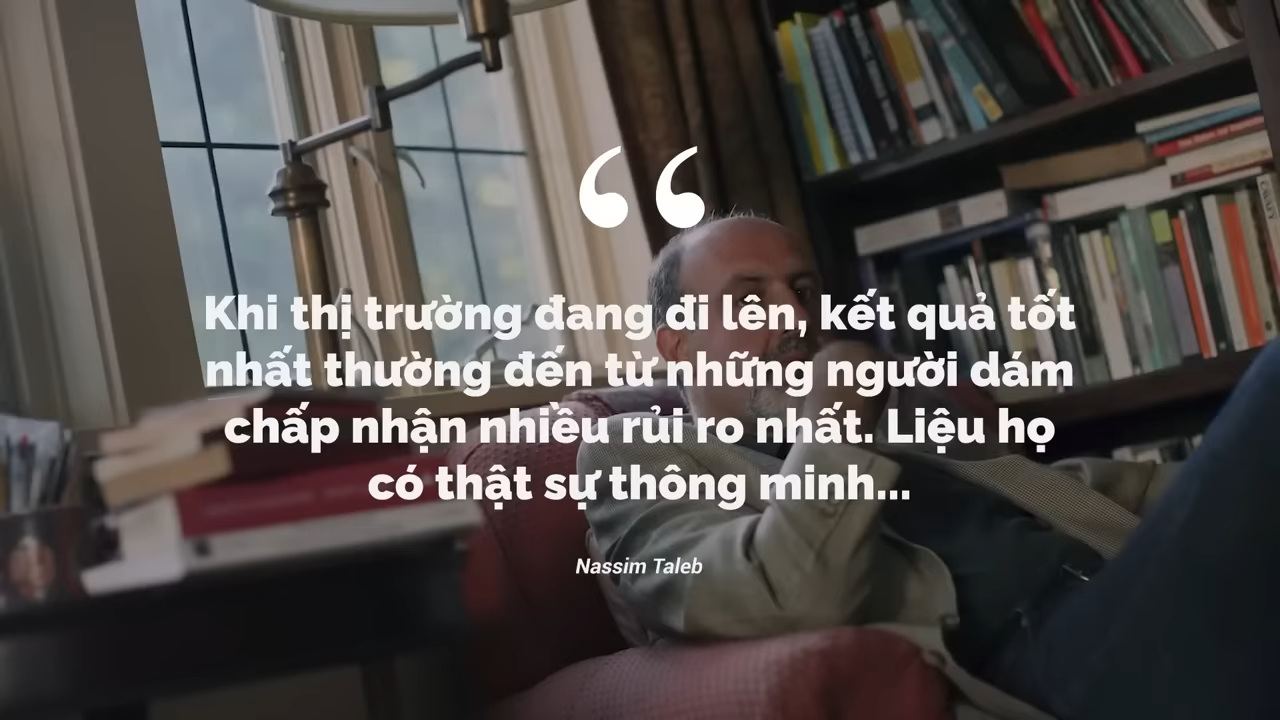 “
Khi thị trường đang đi lên, kết quả tốt
nhất thường đến từ những người dám
chấp nhận nhiều rủi ro nhất. Liệu họ
có thật sự thông minh...
Nassim Taleb